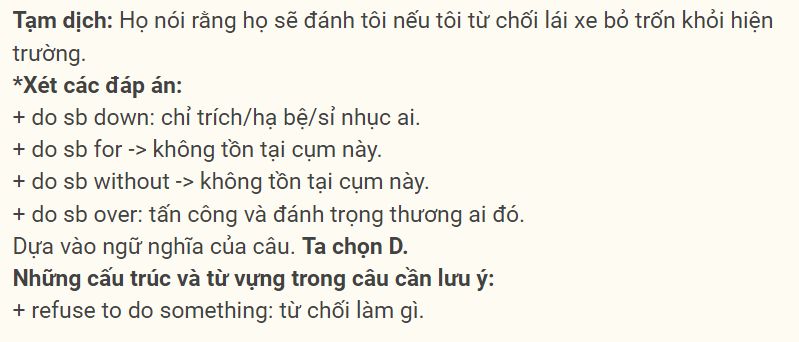 Tạm dịch: Họ nói rằng họ sẽ đánh tôi nếu tôi từ chối lái xe bỏ trốn khỏi hiện
trường.
*Xét các đáp án:
+ do sb down: chỉ trích/hạ bệ/sỉ nhục ai.
+ do sb for -> không tồn tại cụm này.
+ do sb without -> không tồn tại cụm này.
+ do sb over: tấn công và đánh trọng thương ai đó.
Dựa vào ngữ nghĩa của câu. Ta chọn D.
Những cấu trúc và từ vựng trong câu cần lưu ý:
+ refuse to do something: từ chối làm gì.